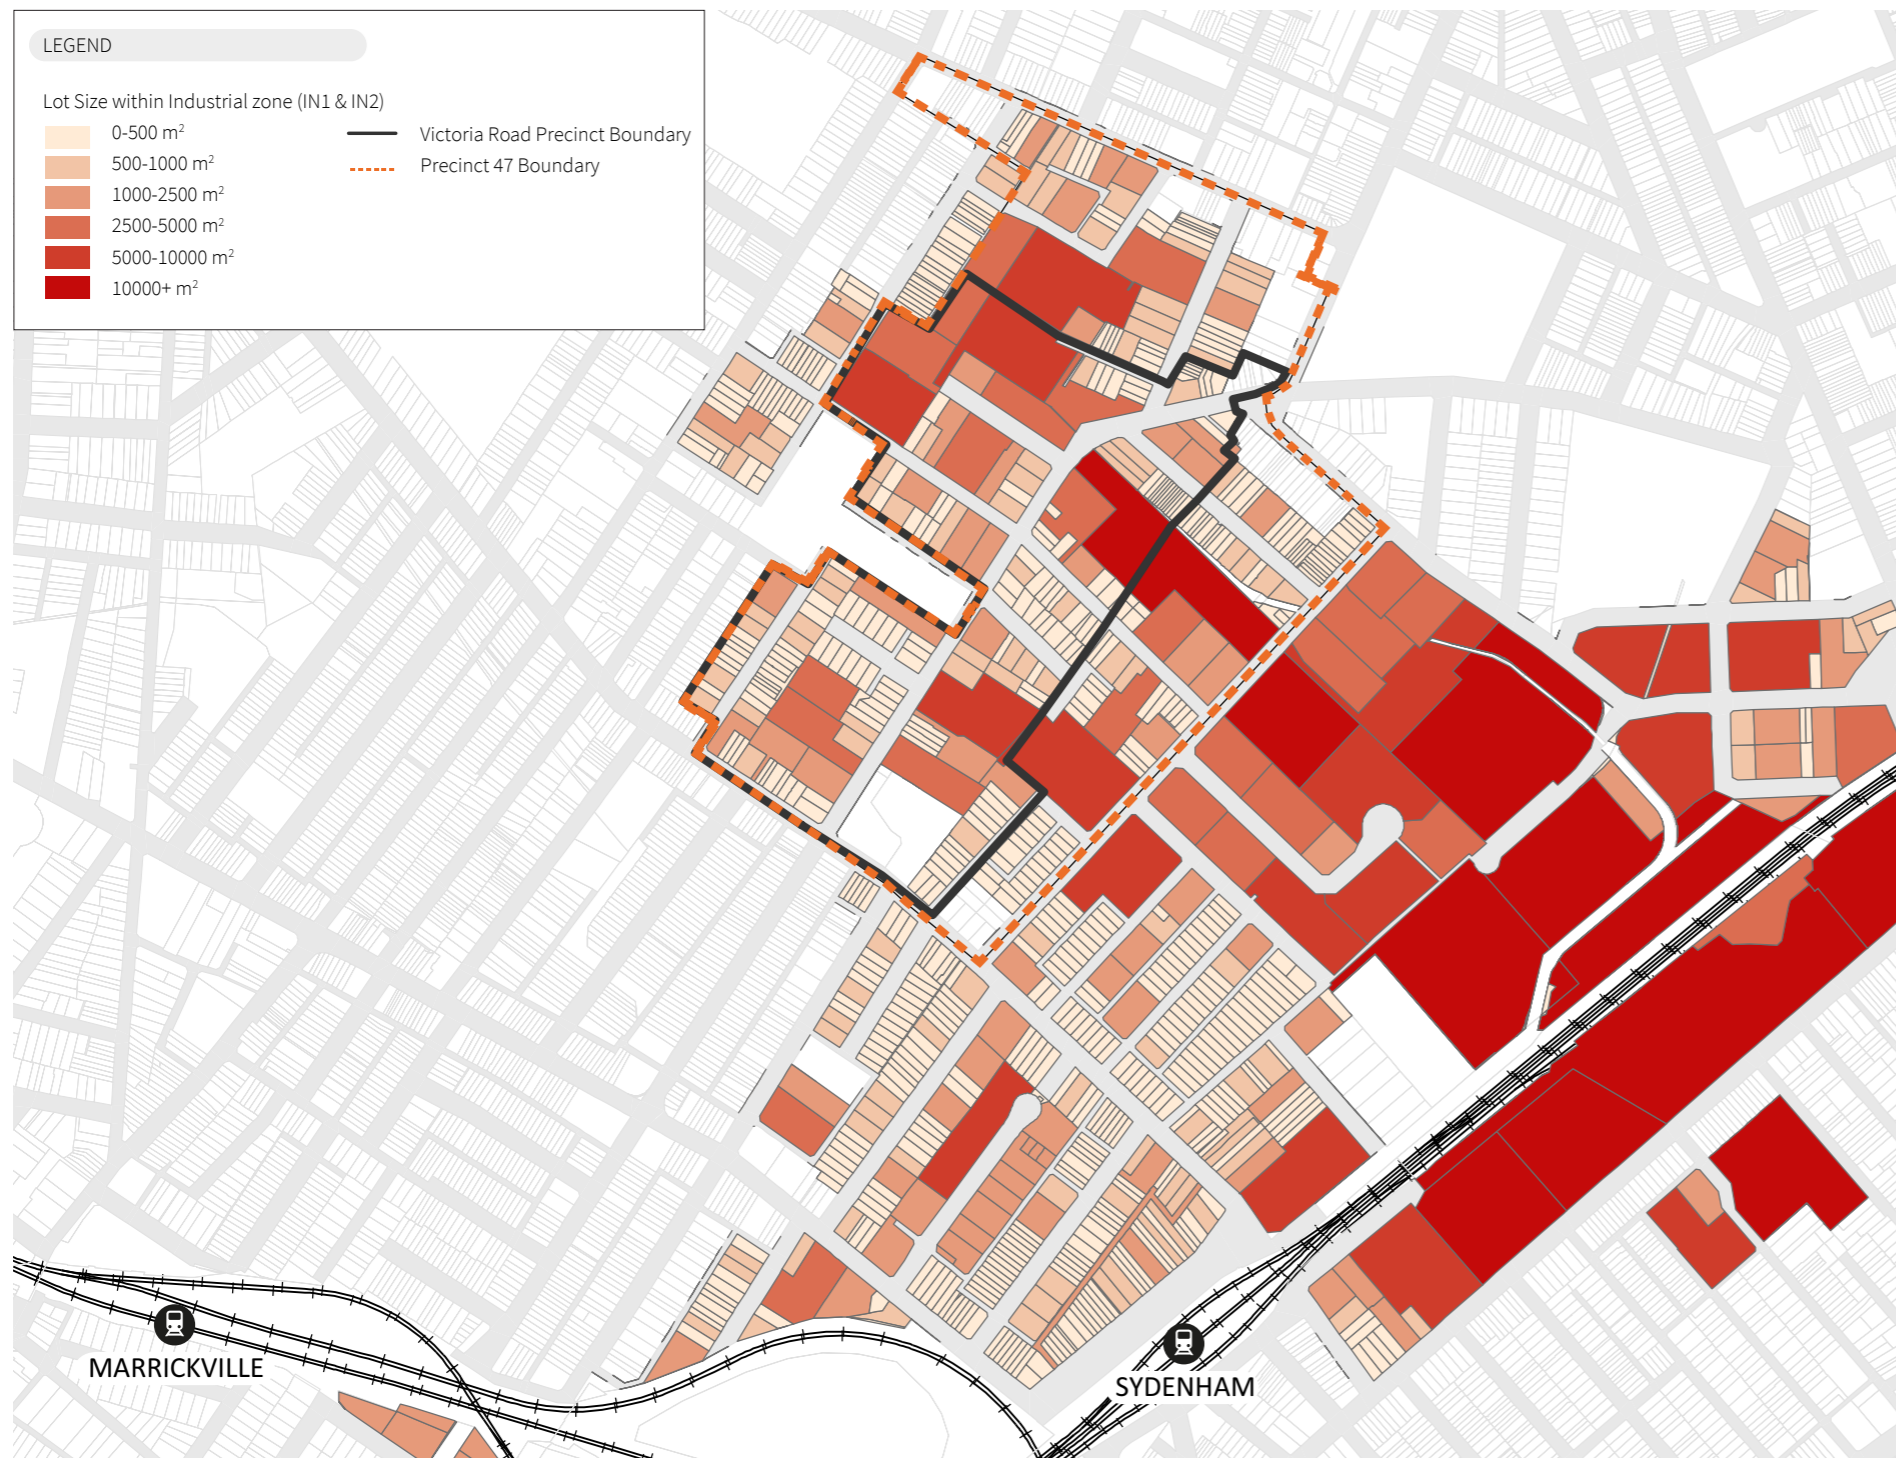 LEGEND
Lot Size within Industrial zone (IN1 & IN2)
0-500 m²
500-1000 m²
1000-2500 m²
2500-5000 m²
5000-10000 m²
10000+ m²
Victoria Road Precinct Boundary
Precinct 47 Boundary
MARRICKVILLE
SYDENHAM